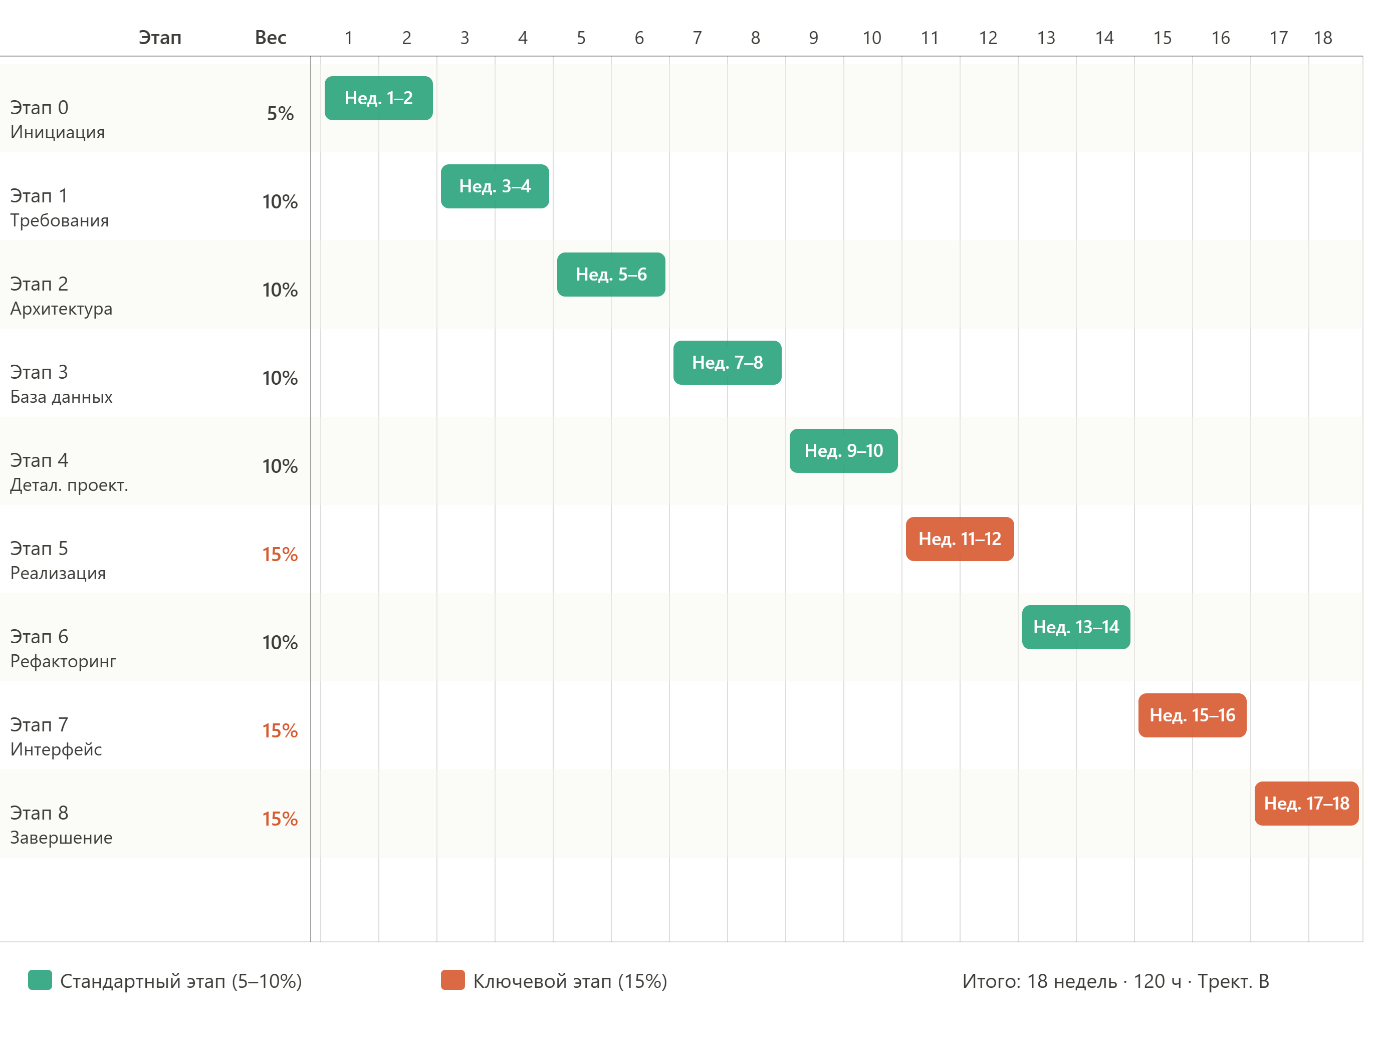 Этап Вес 1 2 3 4 5 6 7 8 9 10 11 12 13 14 15 16 17 18
Нед. 1–2
Этап 0
5%
Инициация
Нед. 3–4
Этап 1
10%
Требования
Нед. 5–6
Этап 2
10%
Архитектура
Нед. 7–8
Этап 3
10%
База данных
Нед. 9–10
Этап 4
10%
Детал. проект.
Нед. 11–12
Этап 5
15%
Реализация
Нед. 13–14
Этап 6
10%
Рефакторинг
Нед. 15–16
Этап 7
15%
Интерфейс
Нед. 17–18
Этап 8
15%
Завершение
Стандартный этап (5–10%) Ключевой этап (15%) Итого: 18 недель · 120 ч · Трект. B